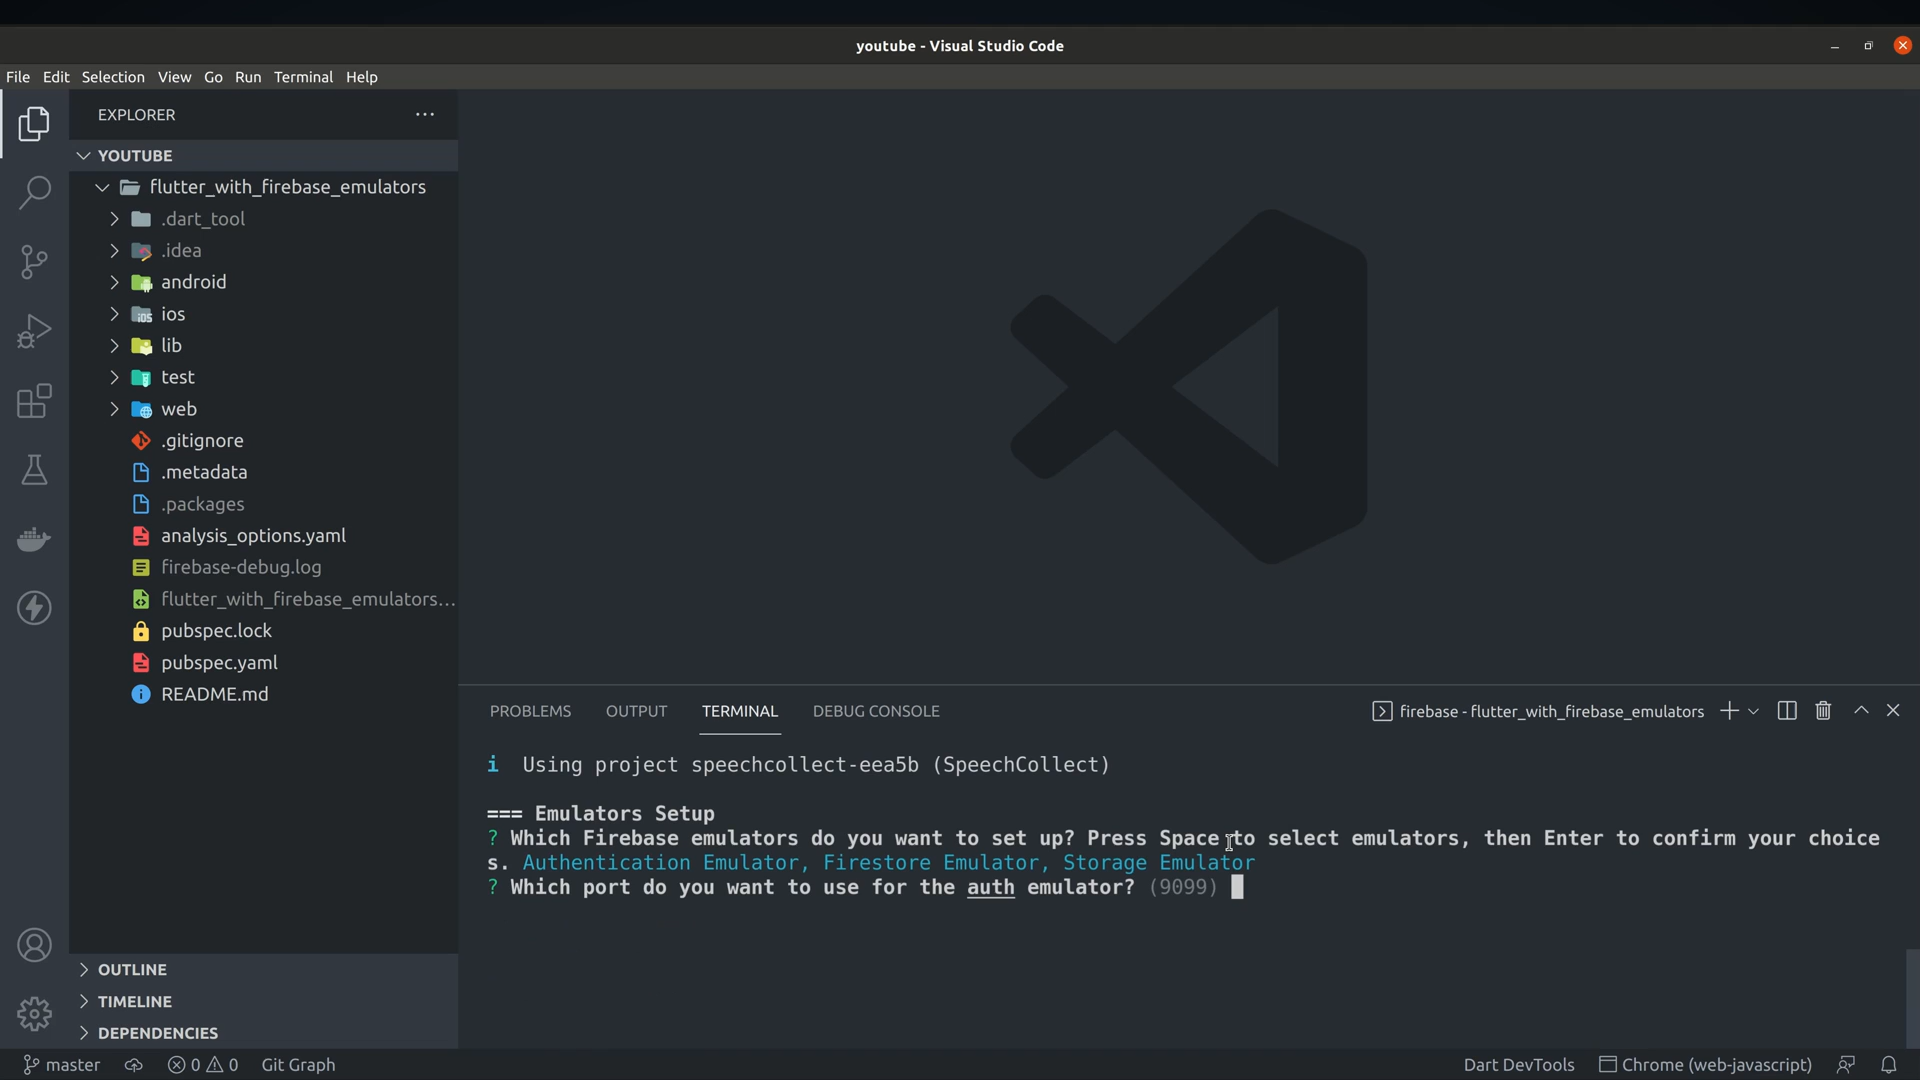 youtube - Visual Studio Code
File Edit Selection View Go Run Terminal Help
EXPLORER
YOUTUBE
flutter_with_firebase_emulators
.dart_tool
.idea
android
ios
lib
test
web
.gitignore
.metadata
.packages
analysis_options.yaml
firebase-debug.log
flutter_with_firebase_emulators...
pubspec.lock
pubspec.yaml
README.md
OUTLINE
TIMELINE
DEPENDENCIES
PROBLEMS OUTPUT TERMINAL DEBUG CONSOLE
firebase - flutter_with_firebase_emulators
i Using project speechcollect-eea5b (SpeechCollect)
=== Emulators Setup
? Which Firebase emulators do you want to set up? Press Space to select emulators, then Enter to confirm your choice
s. Authentication Emulator, Firestore Emulator, Storage Emulator
? Which port do you want to use for the auth emulator? (9099)
master 0 0 Git Graph Dart DevTools Chrome (web-javascript)